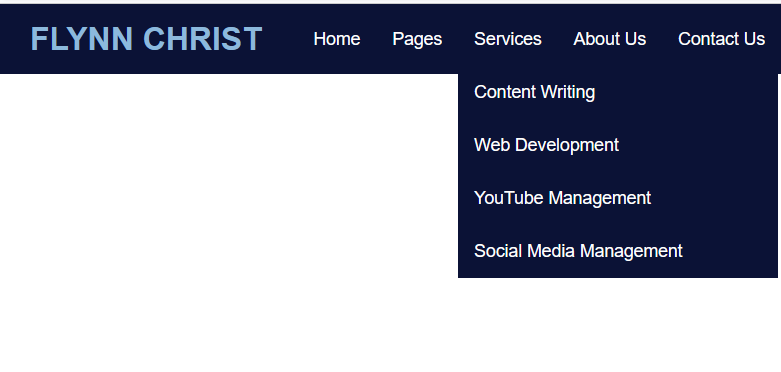 FLYNN CHRIST Home Pages Services About Us Contact Us
Content Writing
Web Development
YouTube Management
Social Media Management